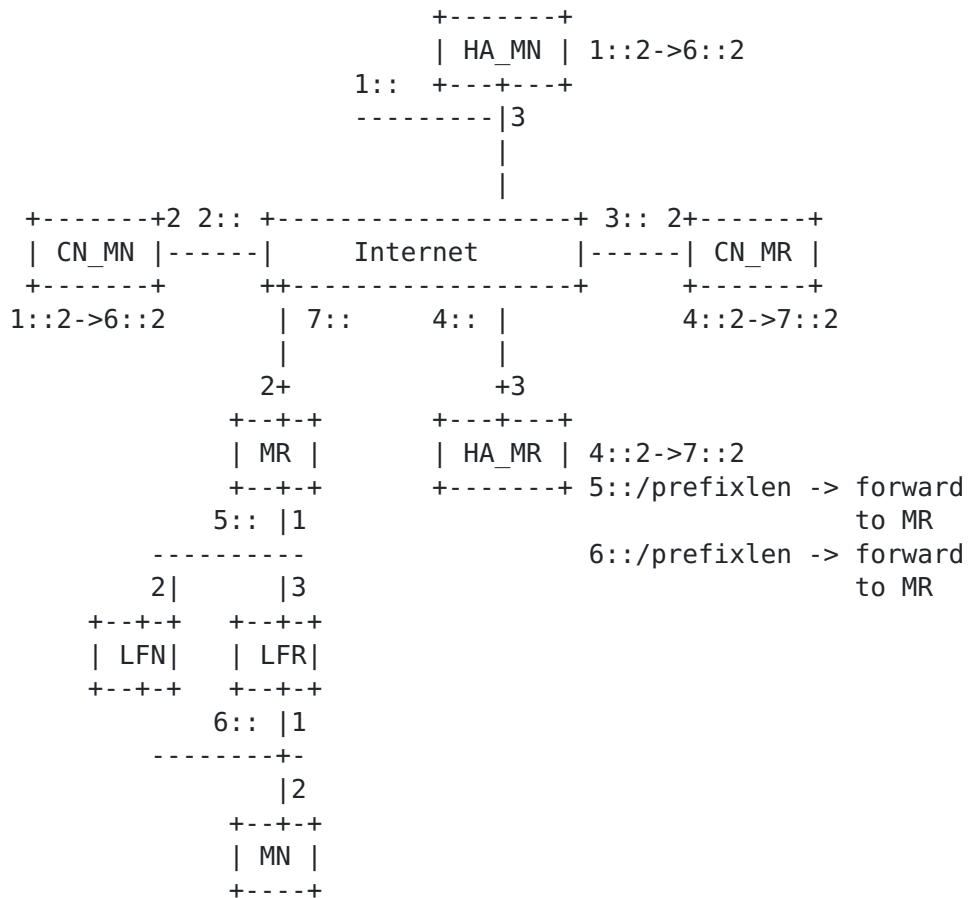 +-------+
                            | HA_MN | 1::2->6::2
                       1::  +---+---+
                       ---------|3
                                |
                                |
  +-------+2 2:: +-------------------+ 3:: 2+-------+
  | CN_MN |------|     Internet      |------| CN_MR |
  +-------+      ++------------------+      +-------+
 1::2->6::2       | 7::     4:: |           4::2->7::2
                  |             |
                 2+             +3
               +--+-+       +---+---+
               | MR |       | HA_MR | 4::2->7::2
               +--+-+       +-------+ 5::/prefixlen -> forward
              5:: |1                                   to MR
          ----------                  6::/prefixlen -> forward
           2|     |3                                   to MR
      +--+-+   +--+-+
      | LFN|   | LFR|
      +--+-+   +--+-+
              6:: |1
          --------+-
                  |2
               +--+-+
               | MN |
               +----+